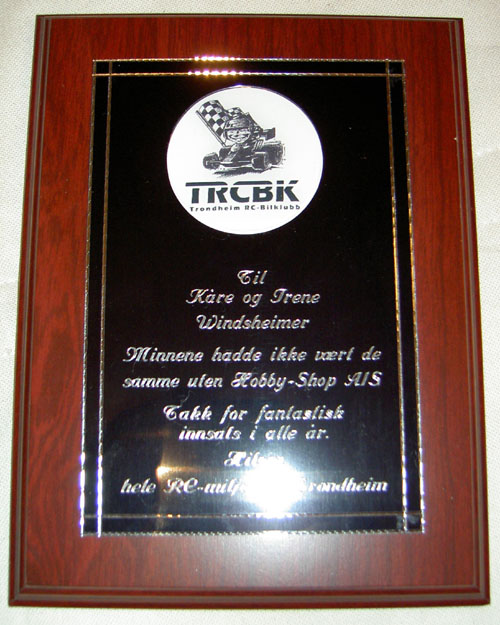 TRCBK
Trondheim RC-Bilklubb
Til
Kåre og Irene
Windsheimer
Minnene hadde ikke vært de
samme uten Hobby-Shop A/S
Takk for fantastisk
innsats i alle år.
hele Trondheim